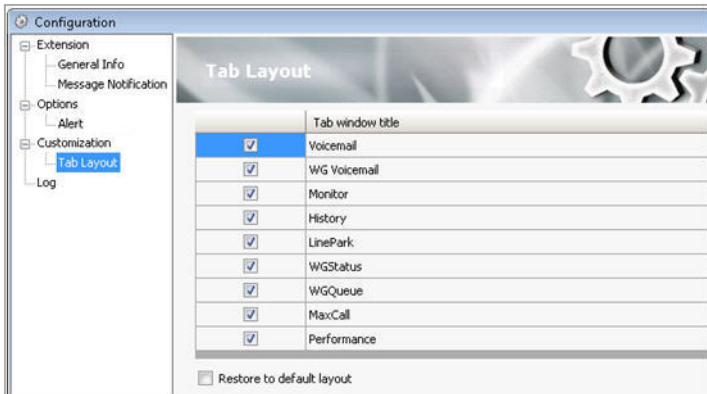 Configuration
Extension
General Info
Message Notification
Options
Alert
Customization
Tab Layout
Log
Tab Layout
Tab window title
Voicemail
WG Voicemail
Monitor
History
LinePark
WGStatus
WGQueue
MaxCall
Performance
Restore to default layout